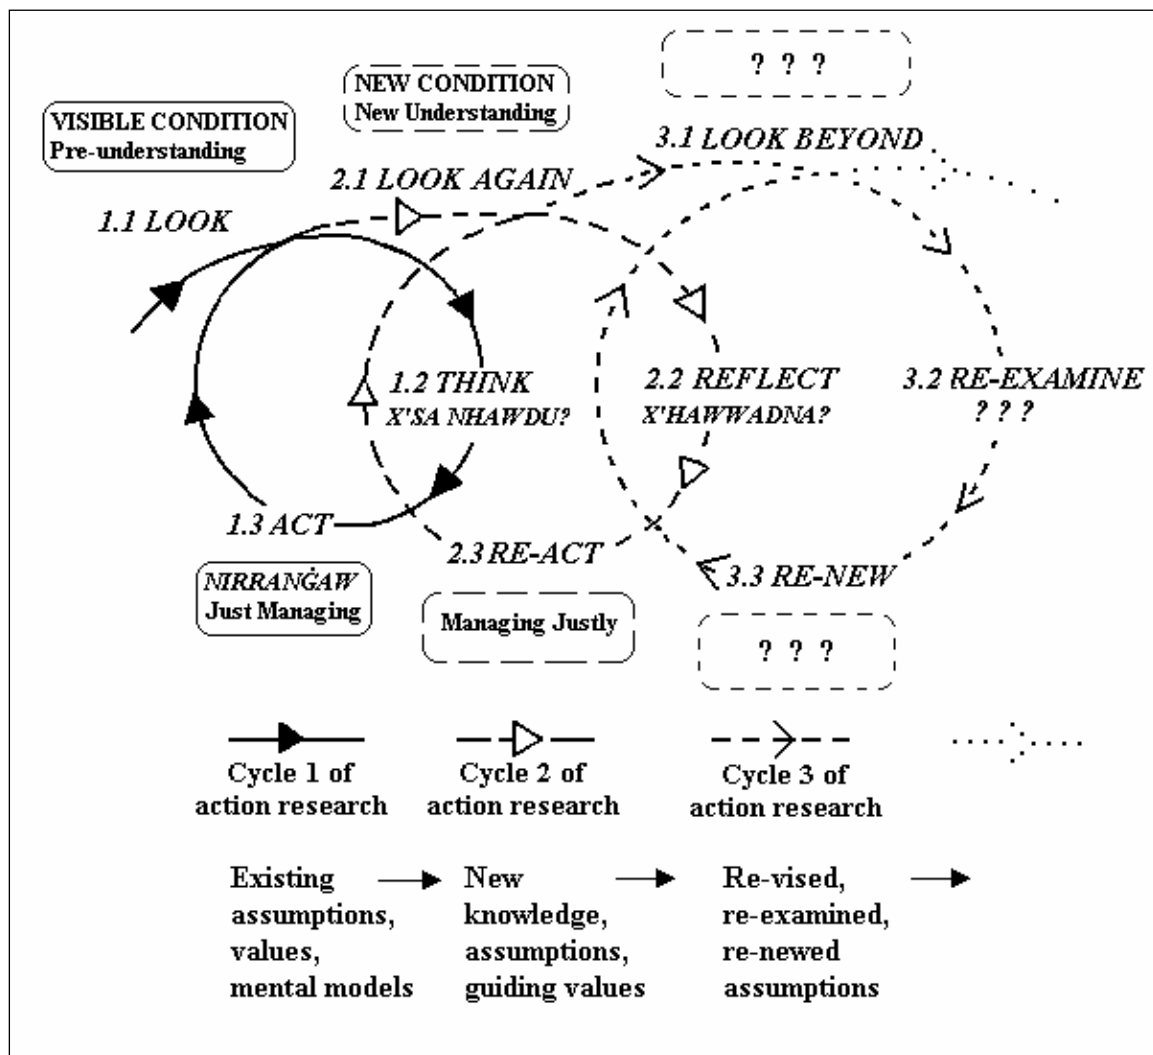 ? ? ?
NEW CONDITION
New Understanding
VISIBLE CONDITION
Pre-understanding
3.1 LOOK BEYOND
2.1 LOOK AGAIN
1.1 LOOK
1.2 THINK
X'SA NHAWDU?
2.2 REFLECT
X'HAWWADNA?
3.2 RE-EXAMINE
? ? ?
1.3 ACT
2.3 RE-ACT
3.3 RE-NEW
NIRRANĠAW
Just Managing
Managing Justly
? ? ?
Cycle 1 of
action research
Cycle 2 of
action research
Cycle 3 of
action research
Existing
assumptions,
values,
mental models
New
knowledge,
assumptions,
guiding values
Re-vised,
re-examined,
re-newed
assumptions